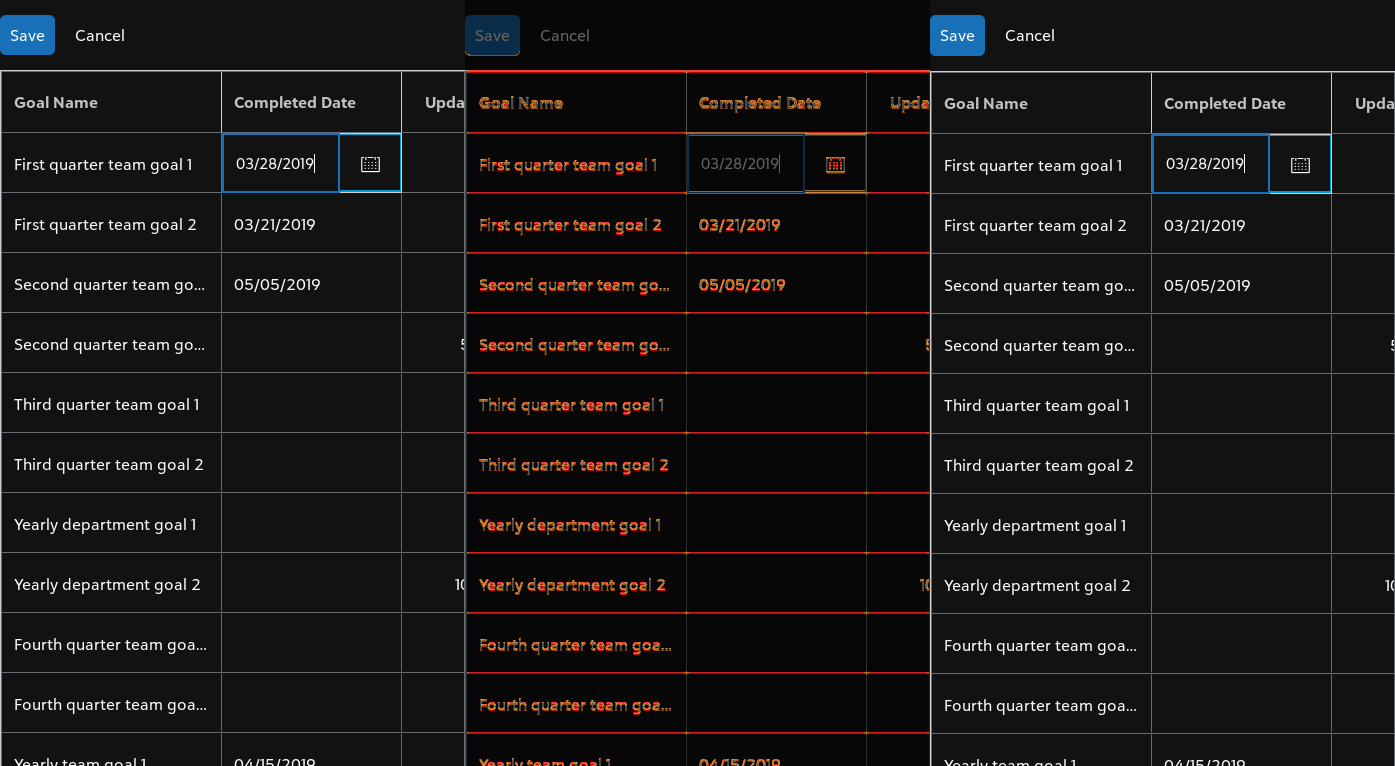 Save Cancel Save Cancel Save Cancel
Goal Name Completed Date Upda Goal Name Completed Date Upda Goal Name Completed Date Upda
First quarter team goal 1 03/28/2019 First quarter team goal 1 03/28/2019 First quarter team goal 1 03/28/2019
First quarter team goal 2 03/21/2019 First quarter team goal 2 03/21/2019 First quarter team goal 2 03/21/2019
Second quarter team go... 05/05/2019 Second quarter team go... 05/05/2019 Second quarter team go... 05/05/2019
Second quarter team go... 5 Second quarter team go... 5 Second quarter team go... 5
Third quarter team goal 1 Third quarter team goal 1 Third quarter team goal 1
Third quarter team goal 2 Third quarter team goal 2 Third quarter team goal 2
Yearly department goal 1 Yearly department goal 1 Yearly department goal 1
Yearly department goal 2 10 Yearly department goal 2 10 Yearly department goal 2 10
Fourth quarter team goa... Fourth quarter team goa... Fourth quarter team goa...
Fourth quarter team goa... Fourth quarter team goa... Fourth quarter team goa...
Yearly team goal 1 04/15/2019 Yearly team goal 1 04/15/2019 Yearly team goal 1 04/15/2019